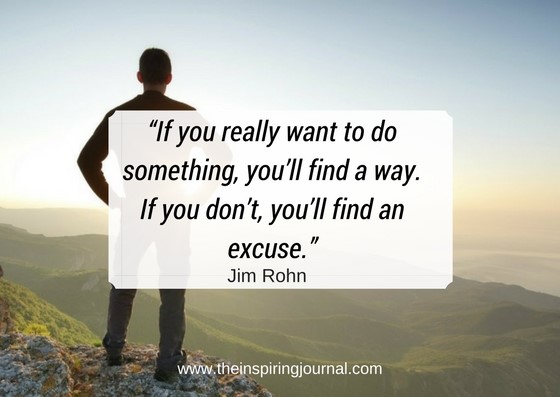 “If you really want to do
something, you’ll find a way.
If you don’t, you’ll find an
excuse.”
Jim Rohn
www.theinspiringjournal.com